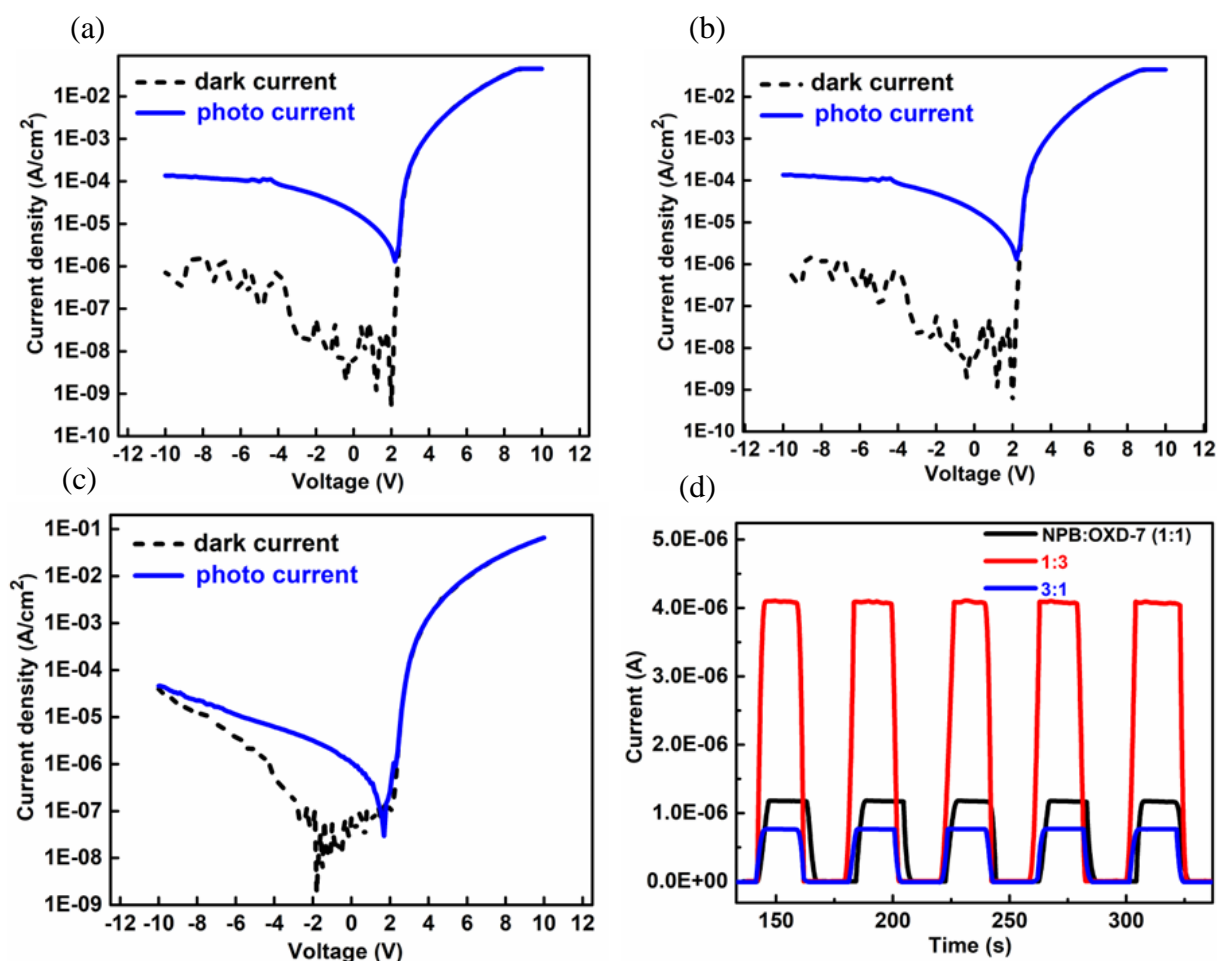 (a)
dark current
photo current
Current density (A/cm²)
1E-02
1E-03
1E-04
1E-05
1E-06
1E-07
1E-08
1E-09
1E-10
-12 -10 -8 -6 -4 -2 0 2 4 6 8 10 12
Voltage (V)
(b)
dark current
photo current
Current density (A/cm²)
1E-02
1E-03
1E-04
1E-05
1E-06
1E-07
1E-08
1E-09
1E-10
-12 -10 -8 -6 -4 -2 0 2 4 6 8 10 12
Voltage (V)
(c)
dark current
photo current
Current density (A/cm²)
1E-01
1E-02
1E-03
1E-04
1E-05
1E-06
1E-07
1E-08
1E-09
-12 -10 -8 -6 -4 -2 0 2 4 6 8 10 12
Voltage (V)
(d)
NPB:OXD-7 (1:1)
1:3
3:1
Current (A)
5.0E-06
4.0E-06
3.0E-06
2.0E-06
1.0E-06
0.0E+00
150 200 250 300
Time (s)